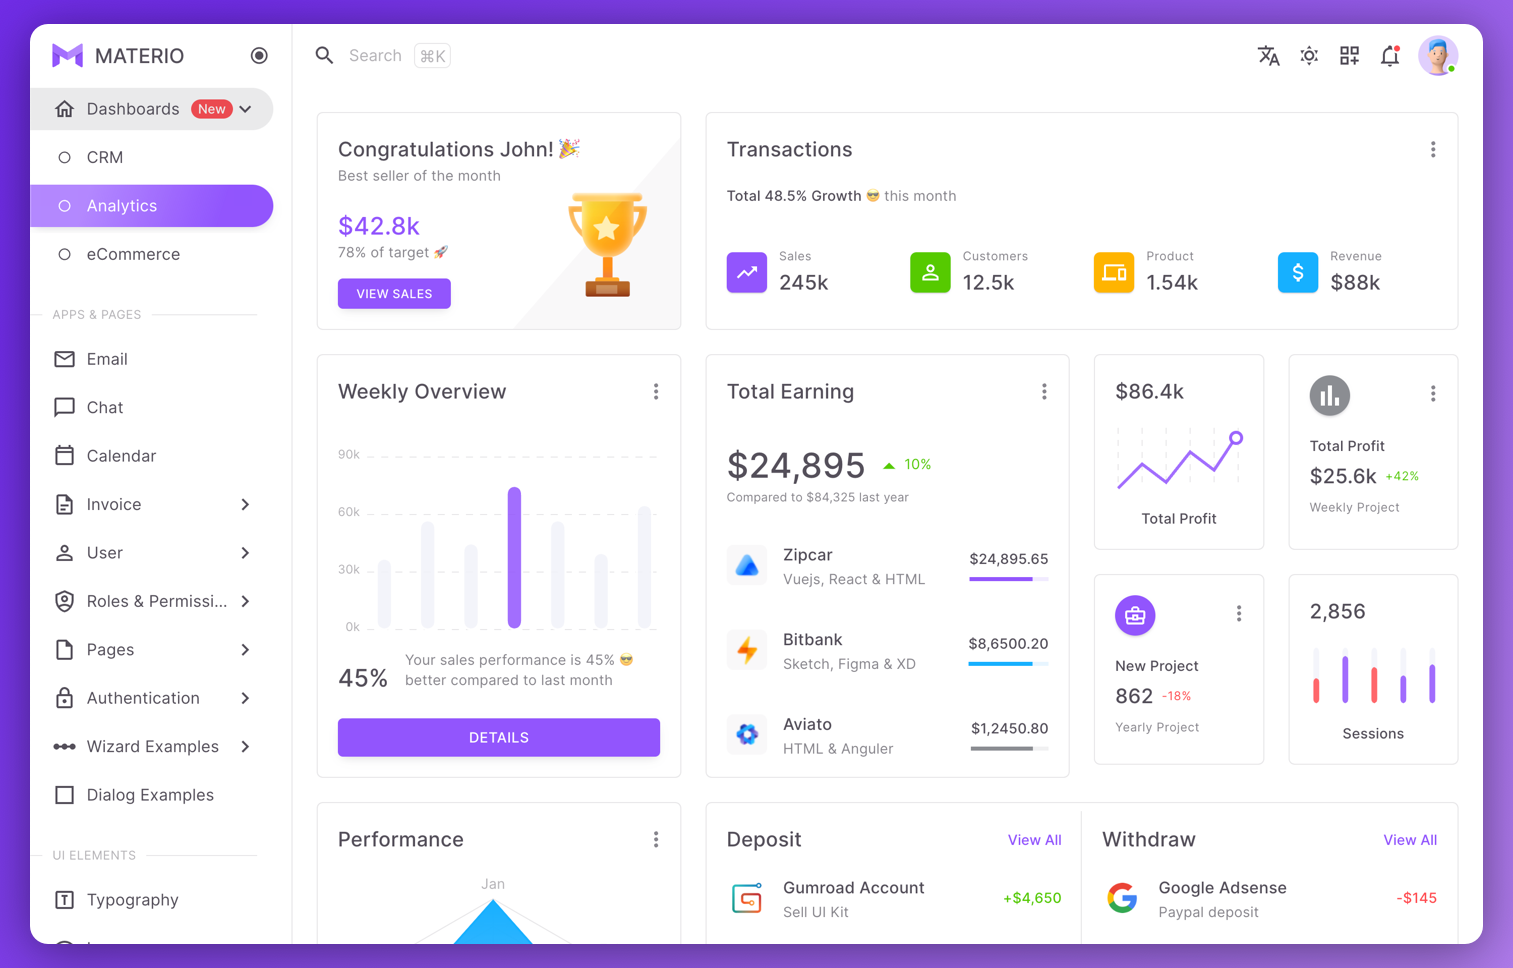 MATERIO
Search ⌘K
Dashboards New
CRM
Analytics
eCommerce
APPS & PAGES
Email
Chat
Calendar
Invoice
User
Roles & Permissi...
Pages
Authentication
Wizard Examples
Dialog Examples
UI ELEMENTS
Typography
Congratulations John! 🎉
Best seller of the month
$42.8k
78% of target 🚀
VIEW SALES
Transactions
Total 48.5% Growth 😎 this month
Sales
245k
Customers
12.5k
Product
1.54k
Revenue
$88k
Weekly Overview
90k
60k
30k
0k
45%
Your sales performance is 45% 😎
better compared to last month
DETAILS
Total Earning
$24,895 10%
Compared to $84,325 last year
Zipcar
Vuejs, React & HTML
$24,895.65
Bitbank
Sketch, Figma & XD
$8,6500.20
Aviato
HTML & Anguler
$1,2450.80
$86.4k
Total Profit
Total Profit
$25.6k +42%
Weekly Project
New Project
862 -18%
Yearly Project
2,856
Sessions
Performance
Jan
Deposit View All
Gumroad Account
Sell UI Kit
+$4,650
Withdraw View All
Google Adsense
Paypal deposit
-$145